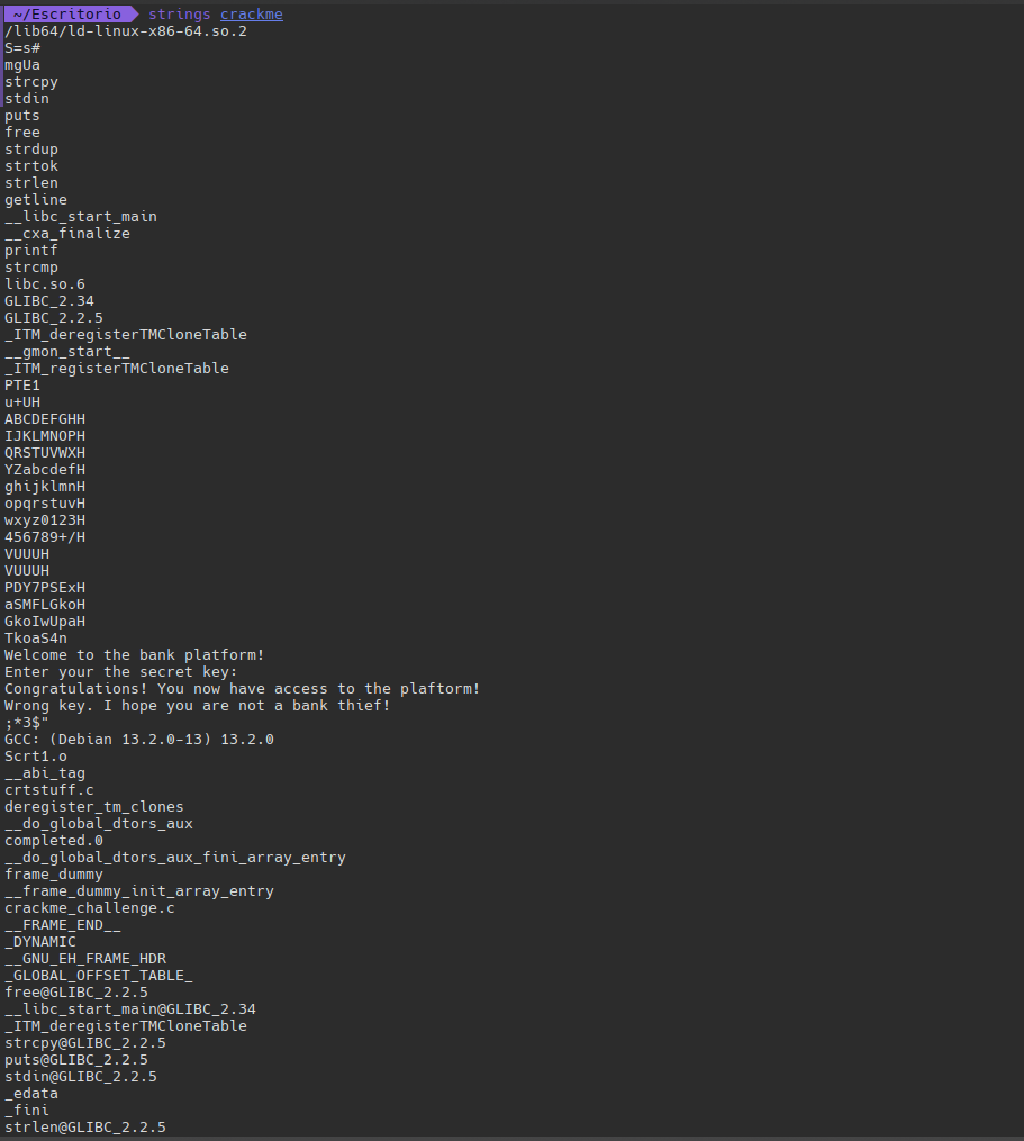 ~/Escritorio strings crackme
/lib64/ld-linux-x86-64.so.2
S=s#
mgUa
strcpy
stdin
puts
free
strdup
strtok
strlen
getline
__libc_start_main
__cxa_finalize
printf
strcmp
libc.so.6
GLIBC_2.34
GLIBC_2.2.5
_ITM_deregisterTMCloneTable
__gmon_start__
_ITM_registerTMCloneTable
PTE1
u+UH
ABCDEFGHH
IJKLMNOPH
QRSTUVWXH
YZabcdefH
ghijklmnH
opqrstuvH
wxyz0123H
456789+/H
VUUUH
VUUUH
PDY7PSExH
aSMFLGkoH
GkoIwUpaH
TkoaS4n
Welcome to the bank platform!
Enter your the secret key:
Congratulations! You now have access to the plaftorm!
Wrong key. I hope you are not a bank thief!
;*3$"
GCC: (Debian 13.2.0-13) 13.2.0
Scrt1.o
__abi_tag
crtstuff.c
deregister_tm_clones
__do_global_dtors_aux
completed.0
__do_global_dtors_aux_fini_array_entry
frame_dummy
__frame_dummy_init_array_entry
crackme_challenge.c
__FRAME_END__
_DYNAMIC
__GNU_EH_FRAME_HDR
_GLOBAL_OFFSET_TABLE_
free@GLIBC_2.2.5
__libc_start_main@GLIBC_2.34
_ITM_deregisterTMCloneTable
strcpy@GLIBC_2.2.5
puts@GLIBC_2.2.5
stdin@GLIBC_2.2.5
_edata
_fini
strlen@GLIBC_2.2.5